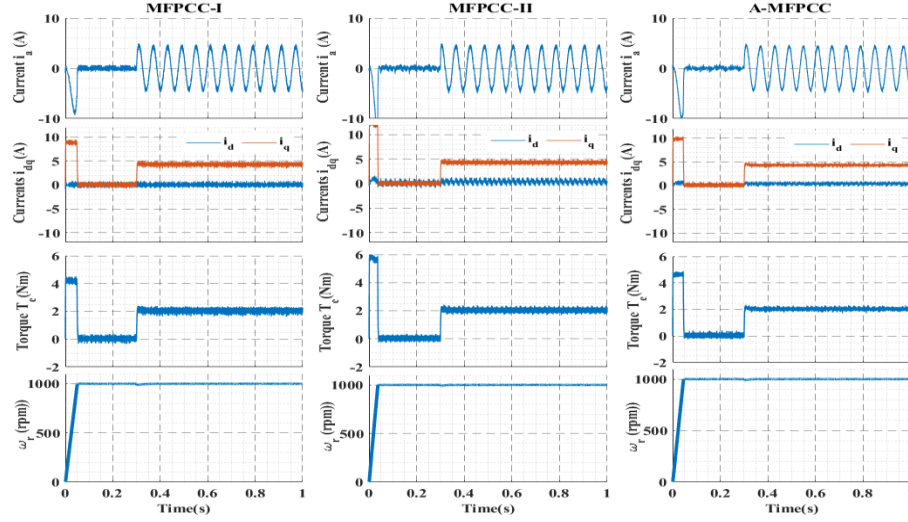 MFPCC-I
MFPCC-II
A-MFPCC
Current i_a (A)
10
0
-10
Current i_a (A)
10
0
-10
Current i_a (A)
10
0
-10
Currents i_dq (A)
10
5
0
-5
-10
i_d
i_q
Currents i_dq (A)
10
5
0
-5
-10
i_d
i_q
Currents i_dq (A)
10
5
0
-5
-10
i_d
i_q
Torque T_e (Nm)
6
4
2
0
-2
Torque T_e (Nm)
6
4
2
0
-2
Torque T_e (Nm)
6
4
2
0
-2
ω_r (rpm))
1000
500
0
ω_r (rpm))
1000
500
0
ω_r (rpm))
1000
500
0
0 0.2 0.4 0.6 0.8 1
0 0.2 0.4 0.6 0.8 1
0 0.2 0.4 0.6 0.8 1
Time(s)
Time(s)
Time(s)